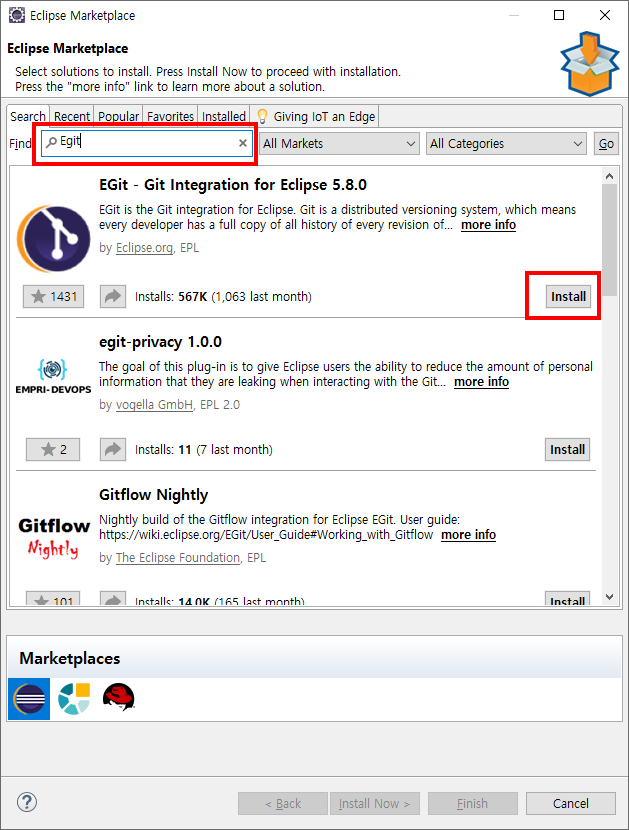 Eclipse Marketplace
Eclipse Marketplace
Select solutions to install. Press Install Now to proceed with installation.
Press the "more info" link to learn more about a solution.
Search Recent Popular Favorites Installed Giving IoT an Edge
Find: Egit All Markets All Categories Go
EGit - Git Integration for Eclipse 5.8.0
EGit is the Git integration for Eclipse. Git is a distributed versioning system, which means
every developer has a full copy of all history of every revision of... more info
by Eclipse.org, EPL
1431 Installs: 567K (1,063 last month) Install
egit-privacy 1.0.0
EMPRI-DEVOPS
The goal of this plug-in is to give Eclipse users the ability to reduce the amount of personal
information that they are leaking when interacting with the Git... more info
by vogella GmbH, EPL 2.0
2 Installs: 11 (7 last month) Install
Gitflow Nightly
Gitflow
Nightly
Nightly build of the Gitflow integration for Eclipse EGit. User guide:
https://wiki.eclipse.org/EGit/User_Guide#Working_with_Gitflow more info
by The Eclipse Foundation, EPL
101 Installs: 14.0K (165 last month) Install
Marketplaces
< Back Install Now > Finish Cancel